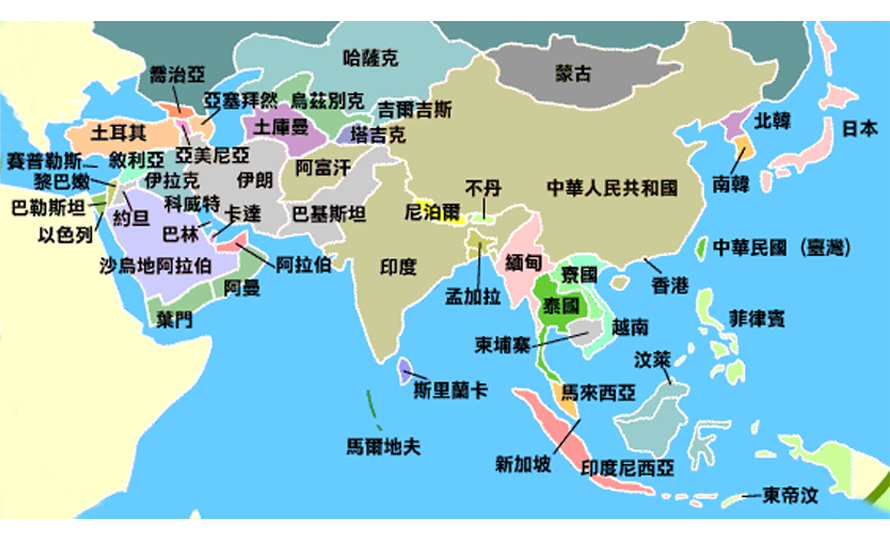 哈薩克
蒙古
喬治亞
亞塞拜然
烏茲別克
吉爾吉斯
土庫曼
塔吉克
北韓
日本
土耳其
亞美尼亞
賽普勒斯
敘利亞
阿富汗
南韓
黎巴嫩
伊拉克
伊朗
不丹
中華人民共和國
巴勒斯坦
約旦
科威特
卡達
巴基斯坦
尼泊爾
以色列
巴林
中華民國（臺灣）
沙烏地阿拉伯
阿拉伯
印度
緬甸
寮國
香港
阿曼
孟加拉
泰國
葉門
越南
菲律賓
柬埔寨
汶萊
斯里蘭卡
馬來西亞
馬爾地夫
新加坡
印度尼西亞
東帝汶